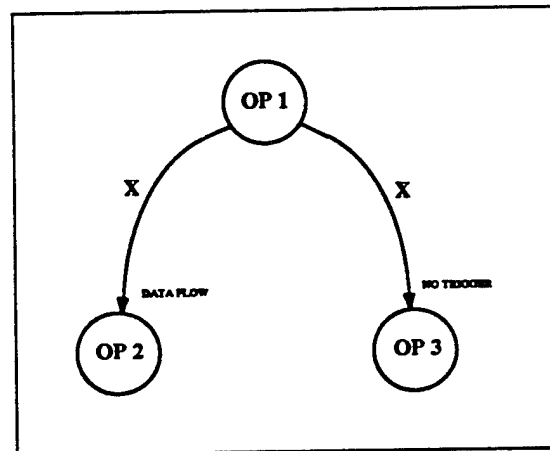 OP 1
X
X
DATA FLOW
NO TRIGGER
OP 2
OP 3